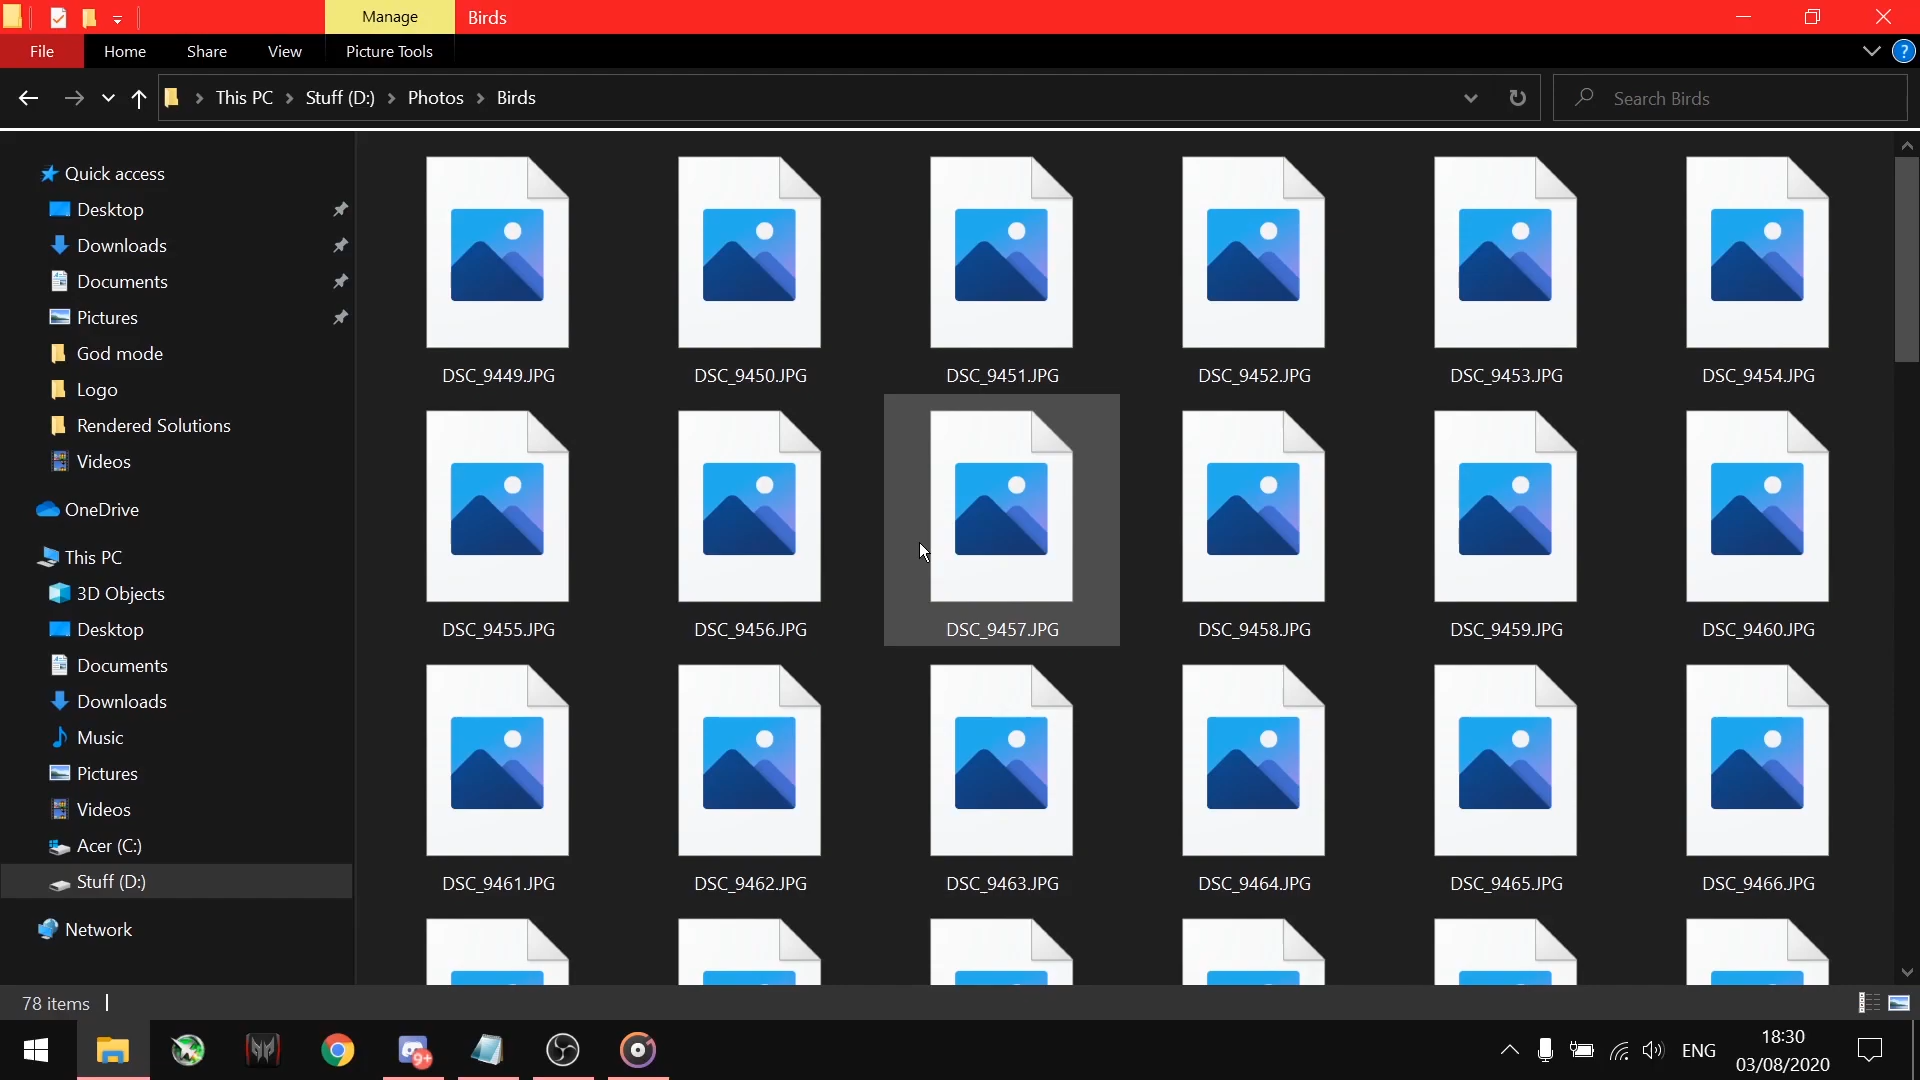 Manage
Birds
File
Home
Share
View
Picture Tools
?
This PC
Stuff (D:)
Photos
Birds
Search Birds
Quick access
Desktop
Downloads
Documents
Pictures
God mode
Logo
Rendered Solutions
Videos
OneDrive
This PC
3D Objects
Desktop
Documents
Downloads
Music
Pictures
Videos
Acer (C:)
Stuff (D:)
Network
DSC_9449.JPG
DSC_9450.JPG
DSC_9451.JPG
DSC_9452.JPG
DSC_9453.JPG
DSC_9454.JPG
DSC_9455.JPG
DSC_9456.JPG
DSC_9457.JPG
DSC_9458.JPG
DSC_9459.JPG
DSC_9460.JPG
DSC_9461.JPG
DSC_9462.JPG
DSC_9463.JPG
DSC_9464.JPG
DSC_9465.JPG
DSC_9466.JPG
78 items
9+
ENG
18:30
03/08/2020